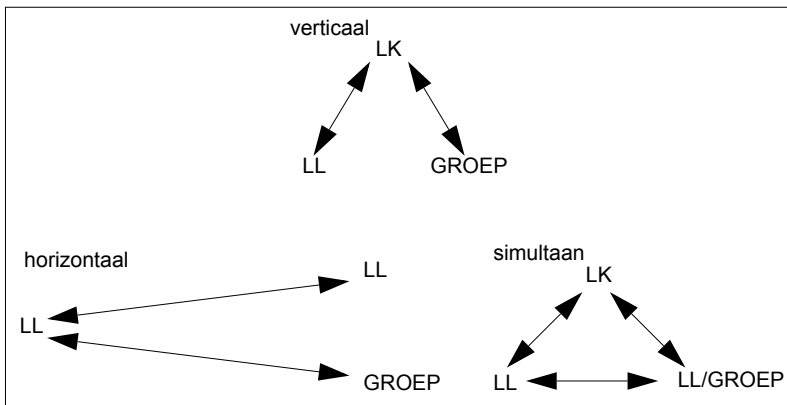 verticaal
LK
LL GROEP
horizontaal
LL
LL
GROEP
simultaan
LK
LL LL/GROEP